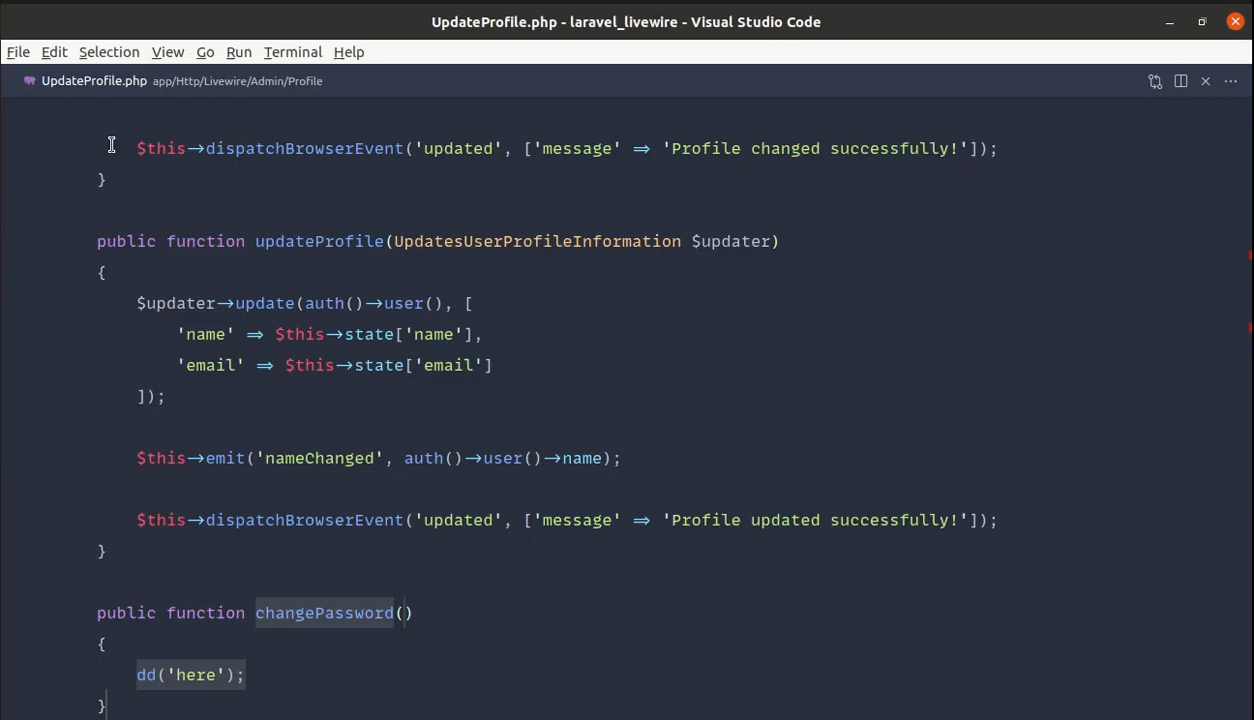 UpdateProfile.php - laravel_livewire - Visual Studio Code
File Edit Selection View Go Run Terminal Help
UpdateProfile.php app/Http/Livewire/Admin/Profile
$this->dispatchBrowserEvent('updated', ['message' => 'Profile changed successfully!']);
}
public function updateProfile(UpdatesUserProfileInformation $updater)
{
$updater->update(auth()->user(), [
'name' => $this->state['name'],
'email' => $this->state['email']
]);
$this->emit('nameChanged', auth()->user()->name);
$this->dispatchBrowserEvent('updated', ['message' => 'Profile updated successfully!']);
}
public function changePassword()
{
dd('here');
}